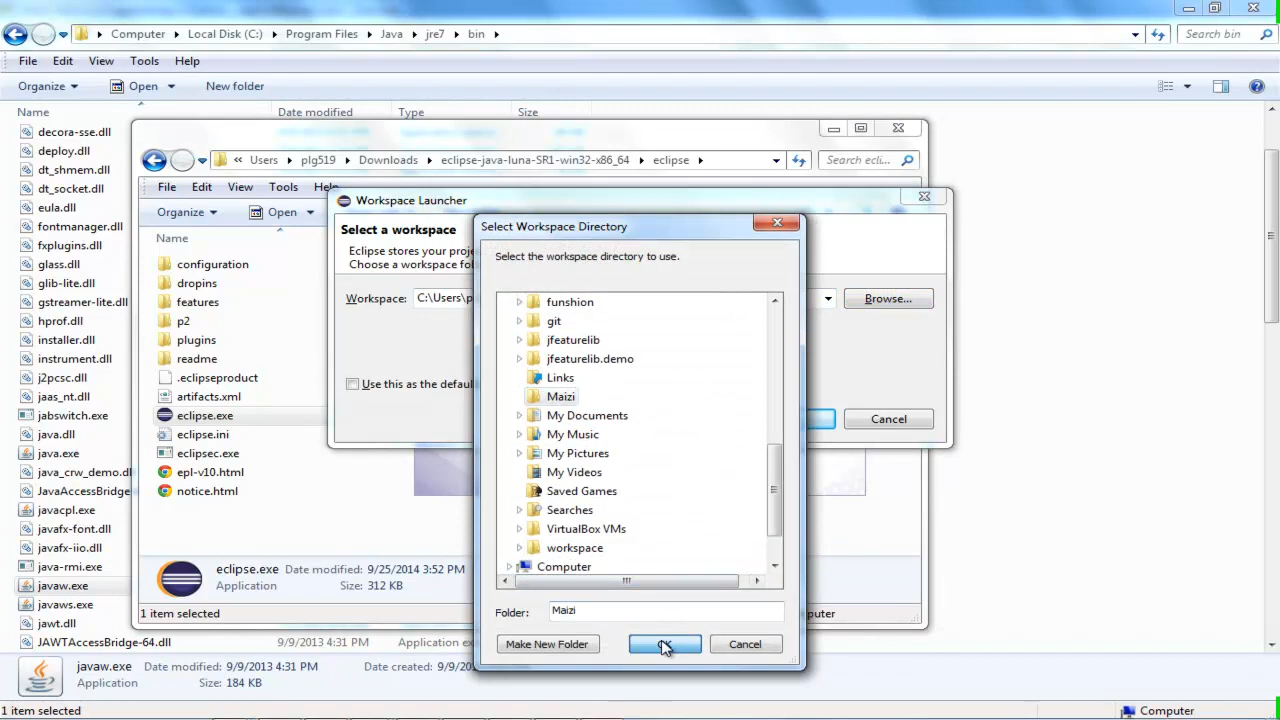 Computer Local Disk (C:) Program Files Java jre7 bin Search bin
File Edit View Tools Help
Organize Open New folder
Name Date modified Type Size
decora-sse.dll
deploy.dll
dt_shmem.dll
dt_socket.dll
eula.dll
fontmanager.dll
fxplugins.dll
glass.dll
glib-lite.dll
gstreamer-lite.dll
hprof.dll
installer.dll
instrument.dll
j2pcsc.dll
jaas_nt.dll
jabswitch.exe
java.dll
java.exe
java_crw_demo.dll
JavaAccessBridge
javacpl.exe
javafx-font.dll
javafx-iio.dll
java-rmi.exe
javaw.exe
javaws.exe
jawt.dll
JAWTAccessBridge-64.dll 9/9/2013 4:31 PM Application e
javaw.exe Date modified: 9/9/2013 4:31 PM Date created: 9/9/
Application Size: 184 KB
1 item selected Computer
« Users plg519 Downloads eclipse-java-luna-SR1-win32-x86_64 eclipse Search ecli...
File Edit View Tools Help
Organize Open
Name
configuration
dropins
features
p2
plugins
readme
.eclipseproduct
artifacts.xml
eclipse.exe
eclipse.ini
eclipsec.exe
epl-v10.html
notice.html
eclipse.exe Date modified: 9/25/2014 3:52 PM
Application Size: 312 KB
1 item selected
Workspace Launcher
Select a workspace
Eclipse stores your proje
Choose a workspace fol
Workspace: C:\Users\p Browse...
Use this as the defaul
Cancel
Select Workspace Directory
Select the workspace directory to use.
funshion
git
jfeaturelib
jfeaturelib.demo
Links
Maizi
My Documents
My Music
My Pictures
My Videos
Saved Games
Searches
VirtualBox VMs
workspace
Computer
Folder: Maizi
Make New Folder OK Cancel